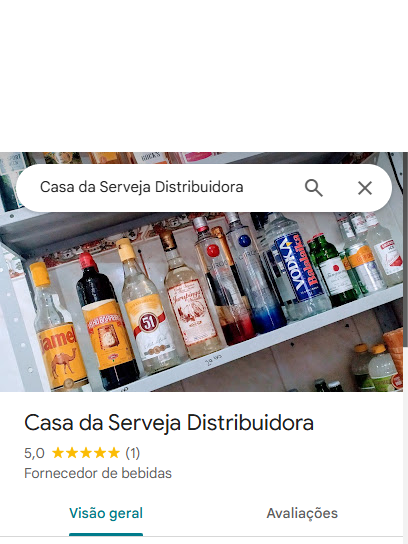 Casa da Serveja Distribuidora
Camel
51
VODKA
Balalaika
Casa da Serveja Distribuidora
5,0 ★★★★★ (1)
Fornecedor de bebidas
Visão geral Avaliações